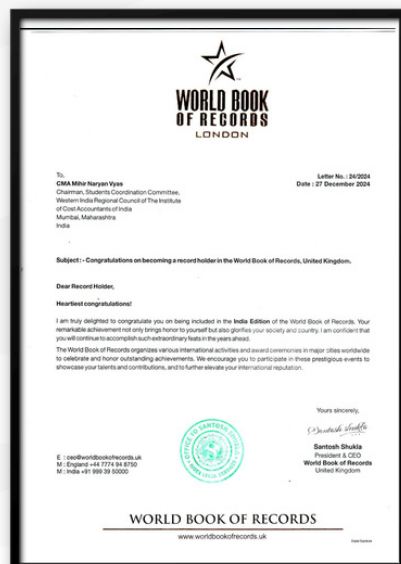 WORLD BOOK
OF RECORDS
LONDON
To,
CMA Mihir Naryan Vyas
Chairman, Students Coordination Committee,
Western India Regional Council of The Institute
of Cost Accountants of India
Mumbai, Maharashtra
India
Letter No. : 24/2024
Date : 27 December 2024
Subject : - Congratulations on becoming a record holder in the World Book of Records, United Kingdom.
Dear Record Holder,
Heartiest congratulations!
I am truly delighted to congratulate you on being included in the India Edition of the World Book of Records. Your
remarkable achievement not only brings honor to yourself but also glorifies your society and country. I am confident that
you will continue to accomplish such extraordinary feats in the years ahead.
The World Book of Records organizes various international activities and award ceremonies in major cities worldwide
to celebrate and honor outstanding achievements. We encourage you to participate in these prestigious events to
showcase your talents and contributions, and to further elevate your international reputation.
Yours sincerely,
Santosh Shukla
Santosh Shukla
President & CEO
World Book of Records
United Kingdom
OFFICE TO SANTOSH SHUKLA
E : ceo@worldbookofrecords.uk
M : England +44 7774 94 8750
M : India +91 999 39 50000
WORLD BOOK OF RECORDS
www.worldbookofrecords.uk
Digital Signature